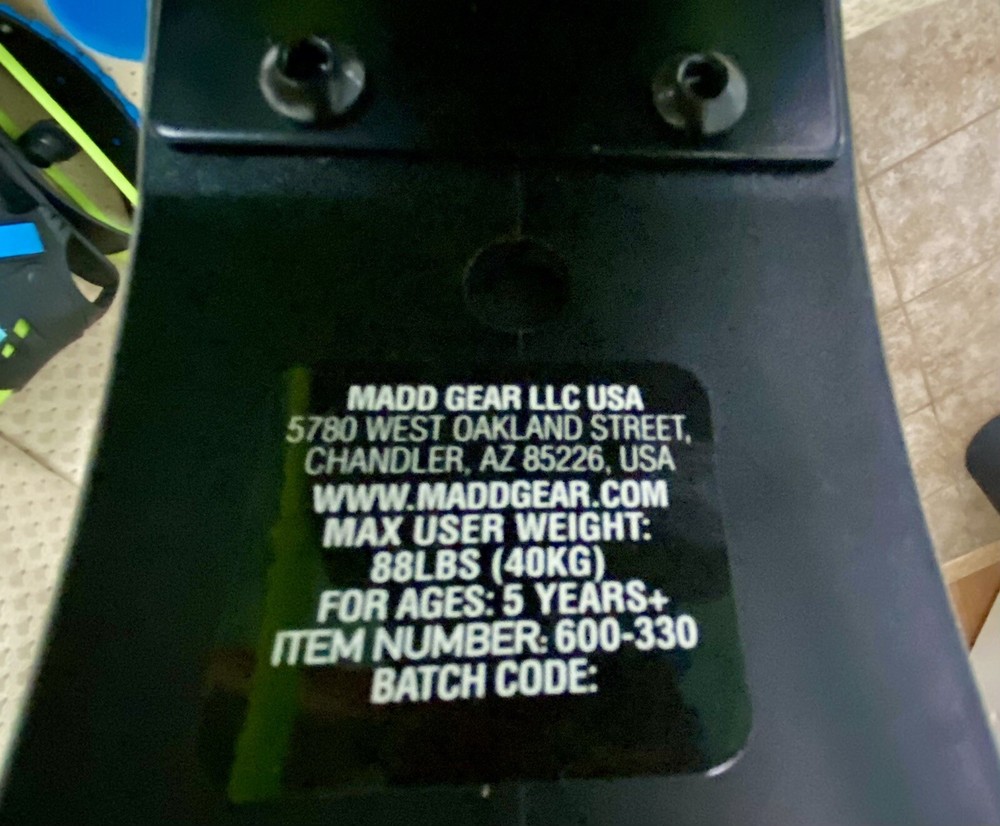 MADD GEAR LLC USA
5780 WEST OAKLAND STREET,
CHANDLER, AZ 85226, USA
WWW.MADDGEAR.COM
MAX USER WEIGHT:
88LBS (40KG)
FOR AGES: 5 YEARS+
ITEM NUMBER: 600-330
BATCH CODE: